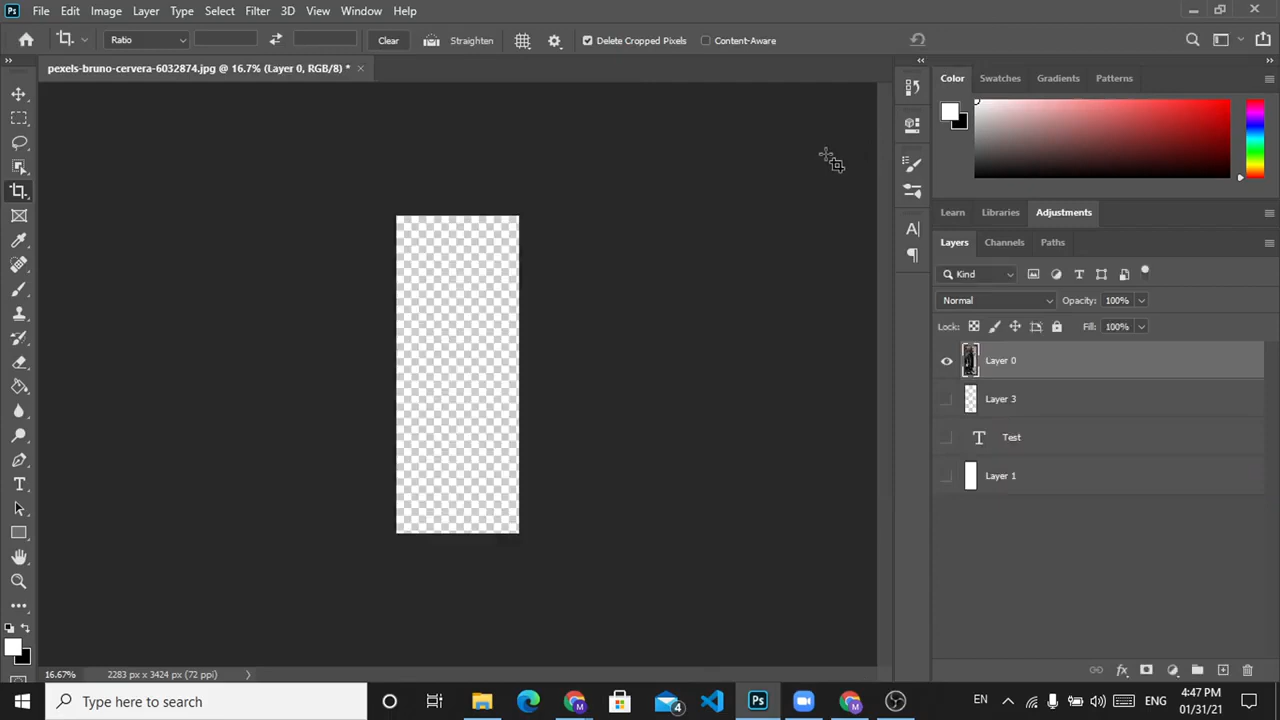 Ps File Edit Image Layer Type Select Filter 3D View Window Help
Ratio Clear Straighten Delete Cropped Pixels Content-Aware
pexels-bruno-cervera-6032874.jpg @ 16.7% (Layer 0, RGB/8) *
Color Swatches Gradients Patterns
Learn Libraries Adjustments
Layers Channels Paths
Kind
Normal Opacity: 100%
Lock: Fill: 100%
Layer 0
Layer 3
Test
Layer 1
16.67% 2283 px x 3424 px (72 ppi)
Type here to search 4 Ps EN ENG 4:47 PM
01/31/21